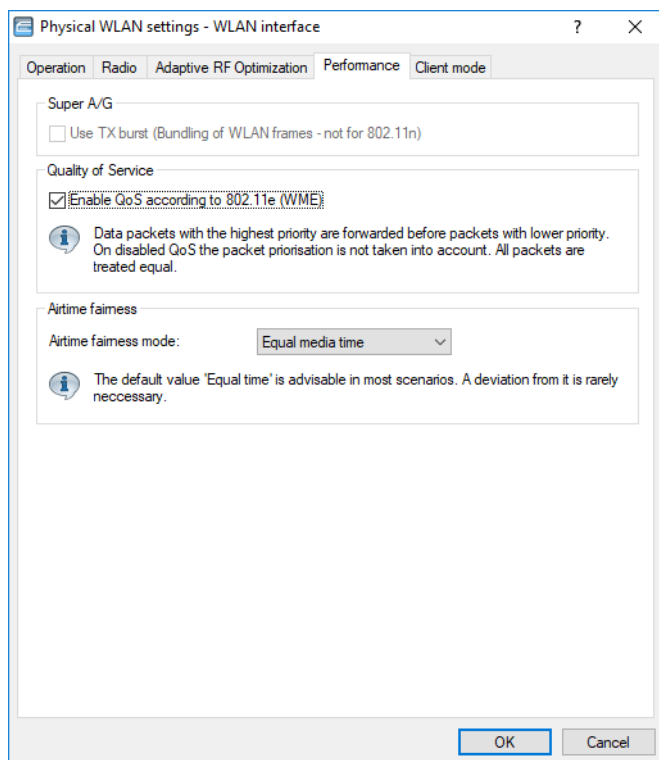 Physical WLAN settings - WLAN interface
Operation Radio Adaptive RF Optimization Performance Client mode
Super A/G
Use TX burst (Bundling of WLAN frames - not for 802.11n)
Quality of Service
Enable QoS according to 802.11e (WME)
Data packets with the highest priority are forwarded before packets with lower priority.
On disabled QoS the packet priorisation is not taken into account. All packets are
treated equal.
Airtime fairness
Airtime fairness mode: Equal media time
The default value 'Equal time' is advisable in most scenarios. A deviation from it is rarely
neccessary.
OK Cancel